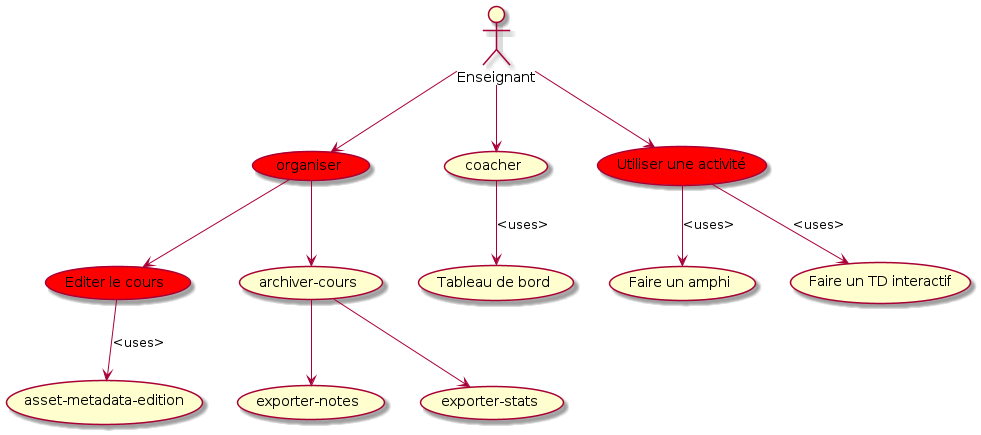 Enseignant
organiser
coacher
Utiliser une activité
<uses>
<uses>
<uses>
Editer le cours
archiver-cours
Tableau de bord
Faire un amphi
Faire un TD interactif
<uses>
asset-metadata-edition
exporter-notes
exporter-stats